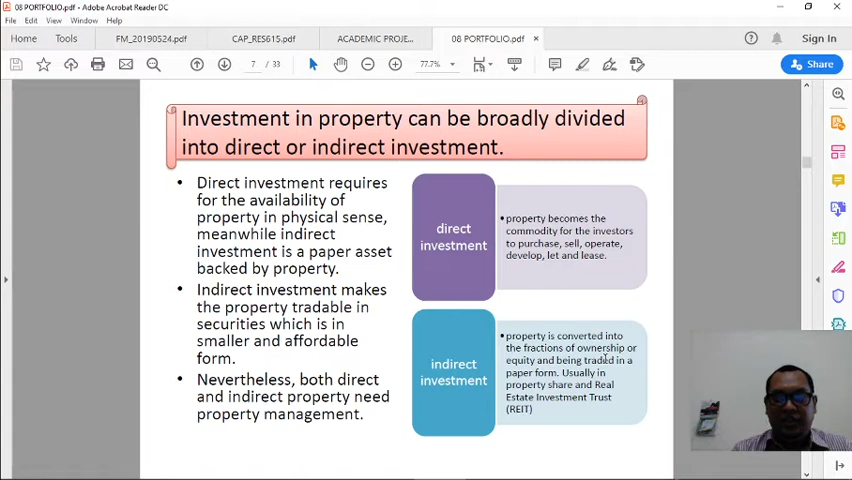 08 PORTFOLIO.pdf - Adobe Acrobat Reader DC
File Edit View Window Help
Home Tools FM_20190524.pdf CAP_RES615.pdf ACADEMIC PROJE... 08 PORTFOLIO.pdf × Sign In
7 / 33 77.7% Share
Investment in property can be broadly divided
into direct or indirect investment.
• Direct investment requires
for the availability of
property in physical sense,
meanwhile indirect
investment is a paper asset
backed by property.
• Indirect investment makes
the property tradable in
securities which is in
smaller and affordable
form.
• Nevertheless, both direct
and indirect property need
property management.
direct
investment
•property becomes the
commodity for the investors
to purchase, sell, operate,
develop, let and lease.
indirect
investment
•property is converted into
the fractions of ownership or
equity and being traded in a
paper form. Usually in
property share and Real
Estate Investment Trust
(REIT)